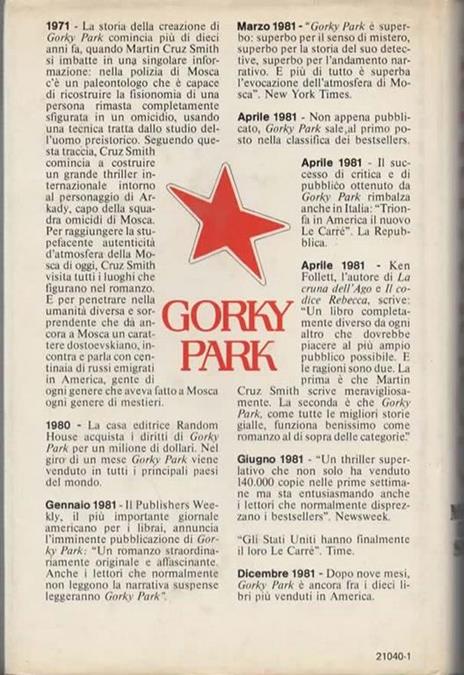 1971 - La storia della creazione di
Gorky Park comincia più di dieci
anni fa, quando Martin Cruz Smith
si imbatte in una singolare infor-
mazione: nella polizia di Mosca
c'è un paleontologo che è capace
di ricostruire la fisionomia di una
persona rimasta completamente
sfigurata in un omicidio, usando
una tecnica tratta dallo studio del-
l'uomo preistorico. Seguendo que-
sta traccia, Cruz Smith
comincia a costruire
un grande thriller in-
ternazionale intorno
al personaggio di Ar-
kady, capo della squa-
dra omicidi di Mosca.
Per raggiungere la stu-
pefacente autenticità
d'atmosfera della Mo-
sca di oggi, Cruz Smith
visita tutti i luoghi che
figurano nel romanzo.
E per penetrare nella
umanità diversa e sor-
prendente che dà an-
cora a Mosca un carat-
tere dostoevskiano, in-
contra e parla con cen-
tinaia di russi emigrati
in America, gente di
ogni genere che aveva fatto a Mosca
ogni genere di mestieri.
1980 - La casa editrice Random
House acquista i diritti di Gorky
Park per un milione di dollari. Nel
giro di un mese Gorky Park viene
venduto in tutti i principali paesi
del mondo.
Gennaio 1981 - Il Publishers Wee-
kly, il più importante giornale
americano per i librai, annuncia
l'imminente pubblicazione di Gor-
ky Park: "Un romanzo straordina-
riamente originale e affascinante.
Anche i lettori che normalmente
non leggono la narrativa suspense
leggeranno Gorky Park".
GORKY
PARK
Marzo 1981 - "Gorky Park è super-
bo: superbo per il senso di mistero,
superbo per la storia del suo detec-
tive, superbo per l'andamento nar-
rativo. E più di tutto è superba
l'evocazione dell'atmosfera di Mo-
sca". New York Times.
Aprile 1981 - Non appena pubbli-
cato, Gorky Park sale al primo po-
sto nella classifica dei bestsellers.
Aprile 1981 - Il suc-
cesso di critica e di
pubblico ottenuto da
Gorky Park rimbalza
anche in Italia: "Trion-
fa in America il nuovo
Le Carré". La Repub-
blica.
Aprile 1981 - Ken
Follett, l'autore di La
cruna dell'Ago e Il co-
dice Rebecca, scrive:
"Un libro completa-
mente diverso da ogni
altro che dovrebbe
piacere al più ampio
pubblico possibile. E
le ragioni sono due. La
prima è che Martin
Cruz Smith scrive meravigliosa-
mente. La seconda è che Gorky
Park, come tutte le migliori storie
gialle, funziona benissimo come
romanzo al di sopra delle categorie."
Giugno 1981 - "Un thriller super-
lativo che non solo ha venduto
140.000 copie nelle prime settima-
ne ma sta entusiasmando anche
i lettori che normalmente disprez-
zano i bestsellers". Newsweek.
"Gli Stati Uniti hanno finalmente
il loro Le Carré". Time.
Dicembre 1981 - Dopo nove mesi,
Gorky Park è ancora fra i dieci li-
bri più venduti in America.
21040-1